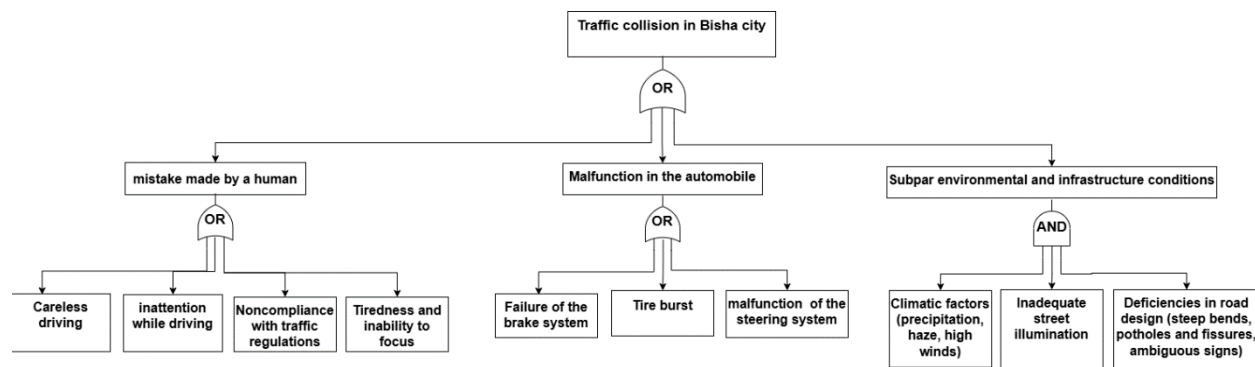 Traffic collision in Bisha city
OR
mistake made by a human
Malfunction in the automobile
Subpar environmental and infrastructure conditions
OR
OR
AND
Careless
driving
inattention
while driving
Noncompliance
with traffic
regulations
Tiredness and
inability to
focus
Failure of the
brake system
Tire burst
malfunction of the
steering system
Climatic factors
(precipitation,
haze, high
winds)
Inadequate
street
illumination
Deficiencies in road
design (steep bends,
potholes and fissures,
ambiguous signs)